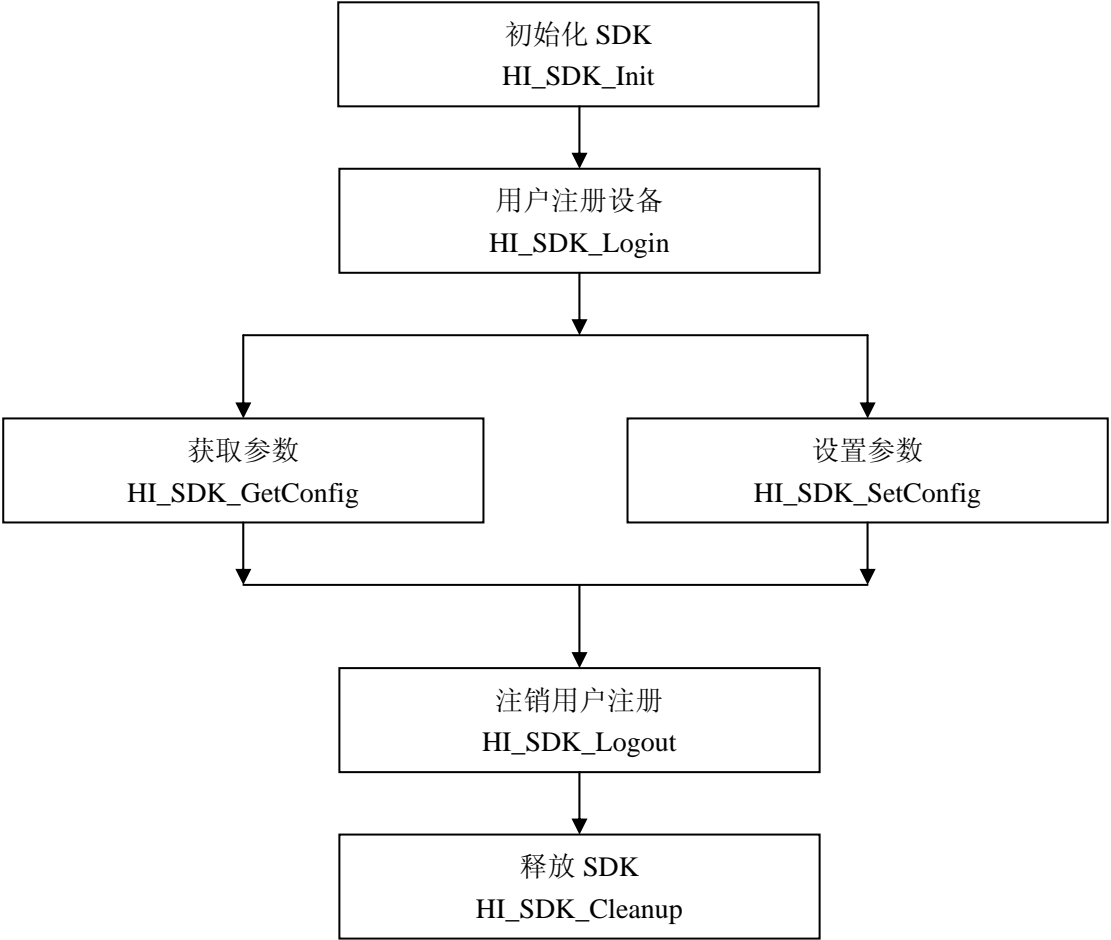 初始化 SDK
HI_SDK_Init
用户注册设备
HI_SDK_Login
获取参数
HI_SDK_GetConfig
设置参数
HI_SDK_SetConfig
注销用户注册
HI_SDK_Logout
释放 SDK
HI_SDK_Cleanup